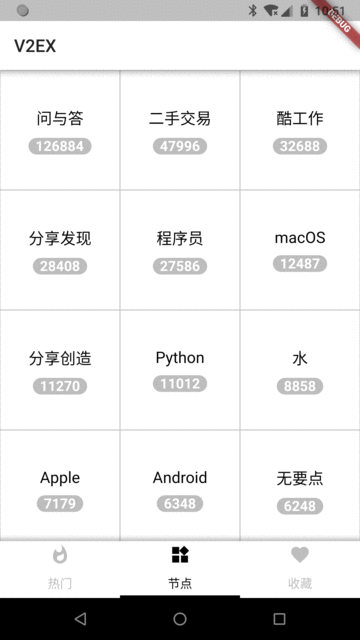 10:51
DEBUG
V2EX
问与答 二手交易 酷工作
126884 47996 32688
分享发现 程序员 macOS
28408 27586 12487
分享创造 Python 水
11270 11012 8858
Apple Android 无要点
7179 6348 6248
热门 节点 收藏